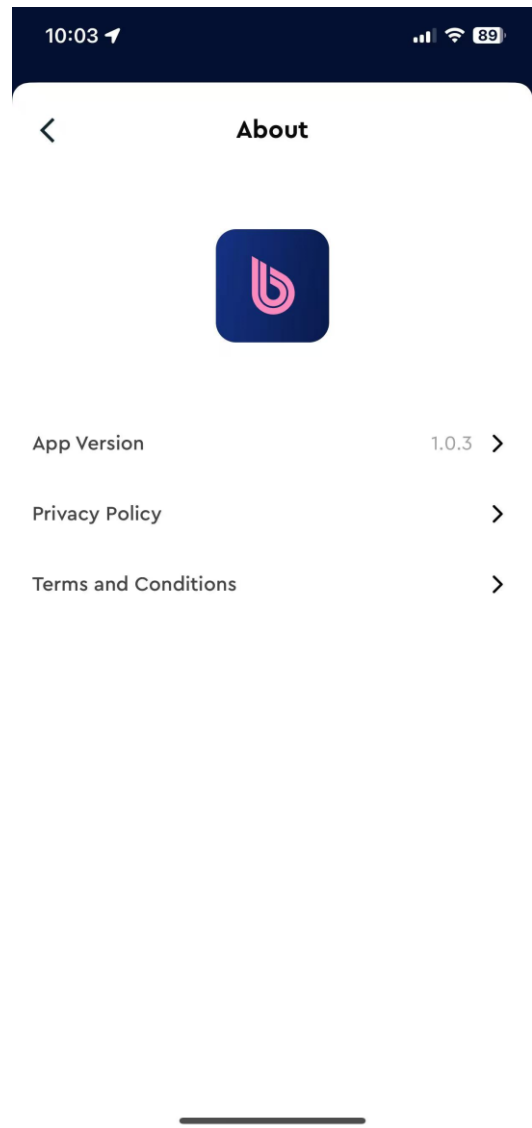 10:03
89
About
App Version 1.0.3
Privacy Policy
Terms and Conditions